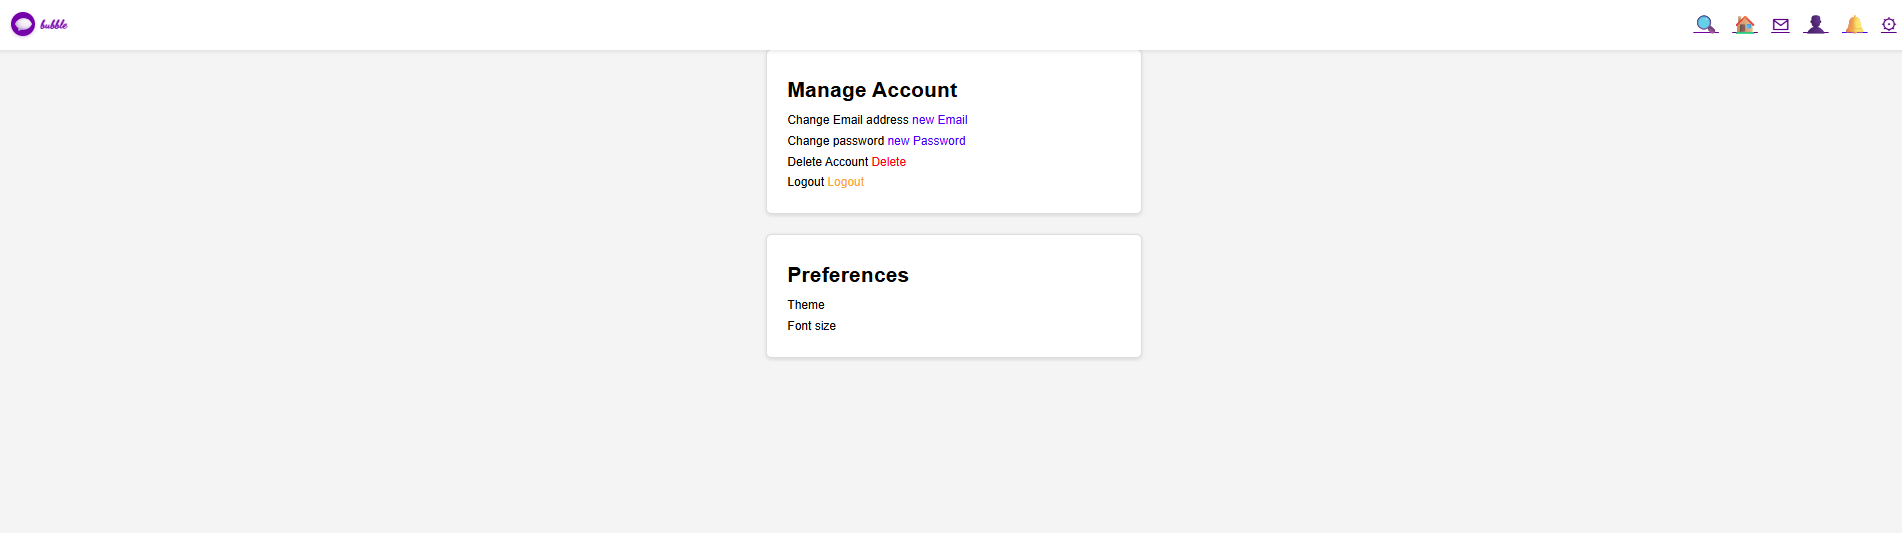 bubble
Manage Account
Change Email address new Email
Change password new Password
Delete Account Delete
Logout Logout
Preferences
Theme
Font size